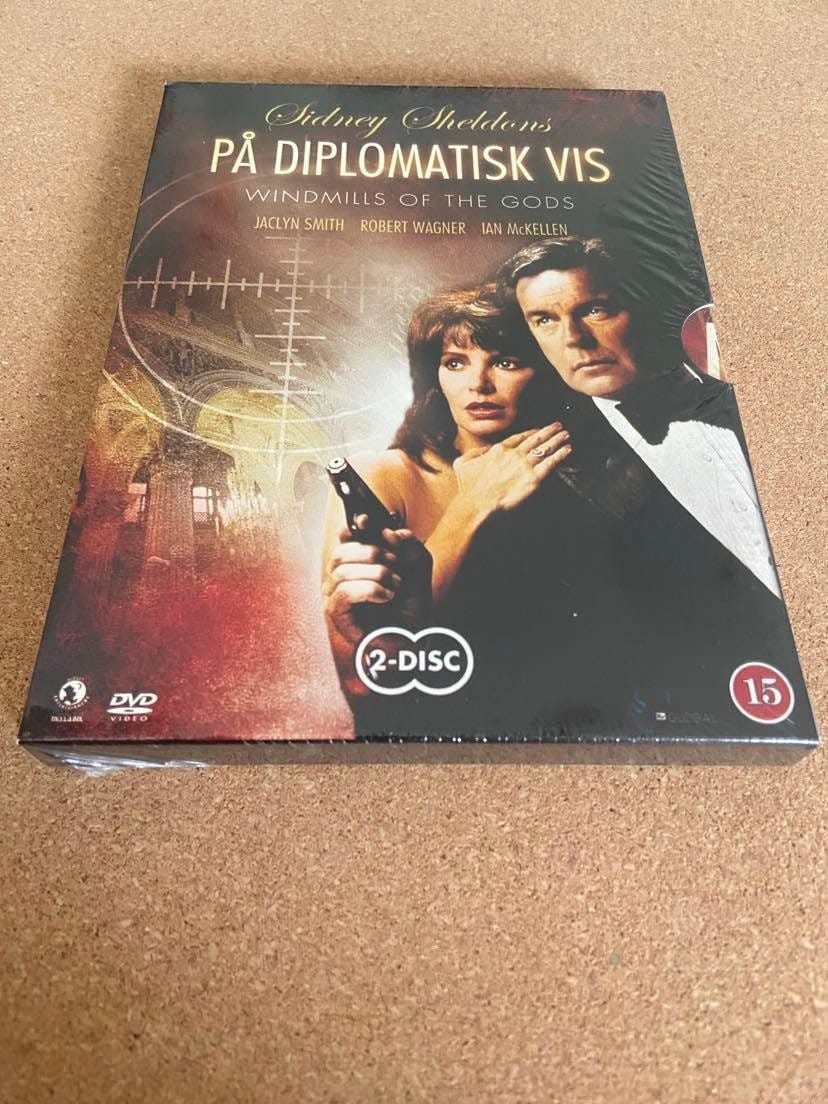 Sidney Sheldons
PÅ DIPLOMATISK VIS
WINDMILLS OF THE GODS
JACLYN SMITH ROBERT WAGNER IAN McKELLEN
2-DISC
DVD
VIDEO
15
GLOBAL